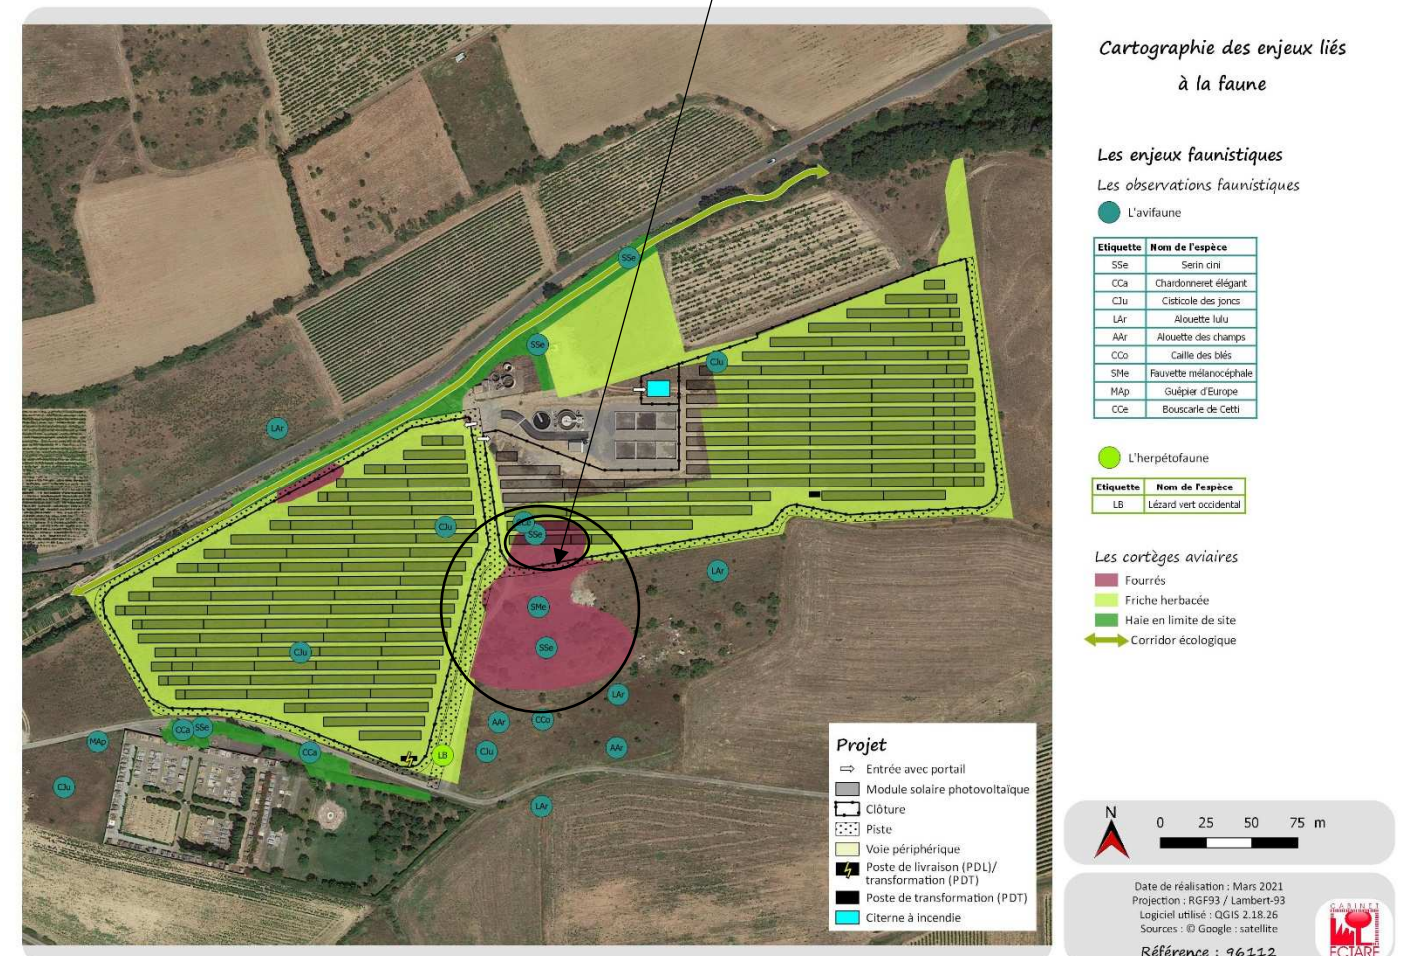 Cartographie des enjeux liés
à la faune
Les enjeux faunistiques
Les observations faunistiques
L'avifaune
Etiquette Nom de l'espèce
SSe Serin cini
CCa Chardonneret élégant
CJu Cisticole des joncs
LAr Alouette lulu
AAr Alouette des champs
CCo Caille des blés
SMe Fauvette mélanocéphale
MAp Guêpier d'Europe
CCe Bouscarle de Cetti
L'herpétofaune
Etiquette Nom de l'espèce
LB Lézard vert occidental
Les cortèges aviaires
Fourrés
Friche herbacée
Haie en limite de site
Corridor écologique
SSe
SSe
CJu
LAr
CJu
SSe
LAr
SMe
SSe
CJu
LAr
AAr
CCo
CCa
SSe
MAp
CCa
CJu
AAr
LB
CJu
LAr
Projet
Entrée avec portail
Module solaire photovoltaïque
Clôture
Piste
Voie périphérique
Poste de livraison (PDL)/
transformation (PDT)
Poste de transformation (PDT)
Citerne à incendie
N
0 25 50 75 m
Date de réalisation : Mars 2021
Projection : RGF93 / Lambert-93
Logiciel utilisé : QGIS 2.18.26
Sources : © Google : satellite
Référence : 96112
CABINET
ECTARE